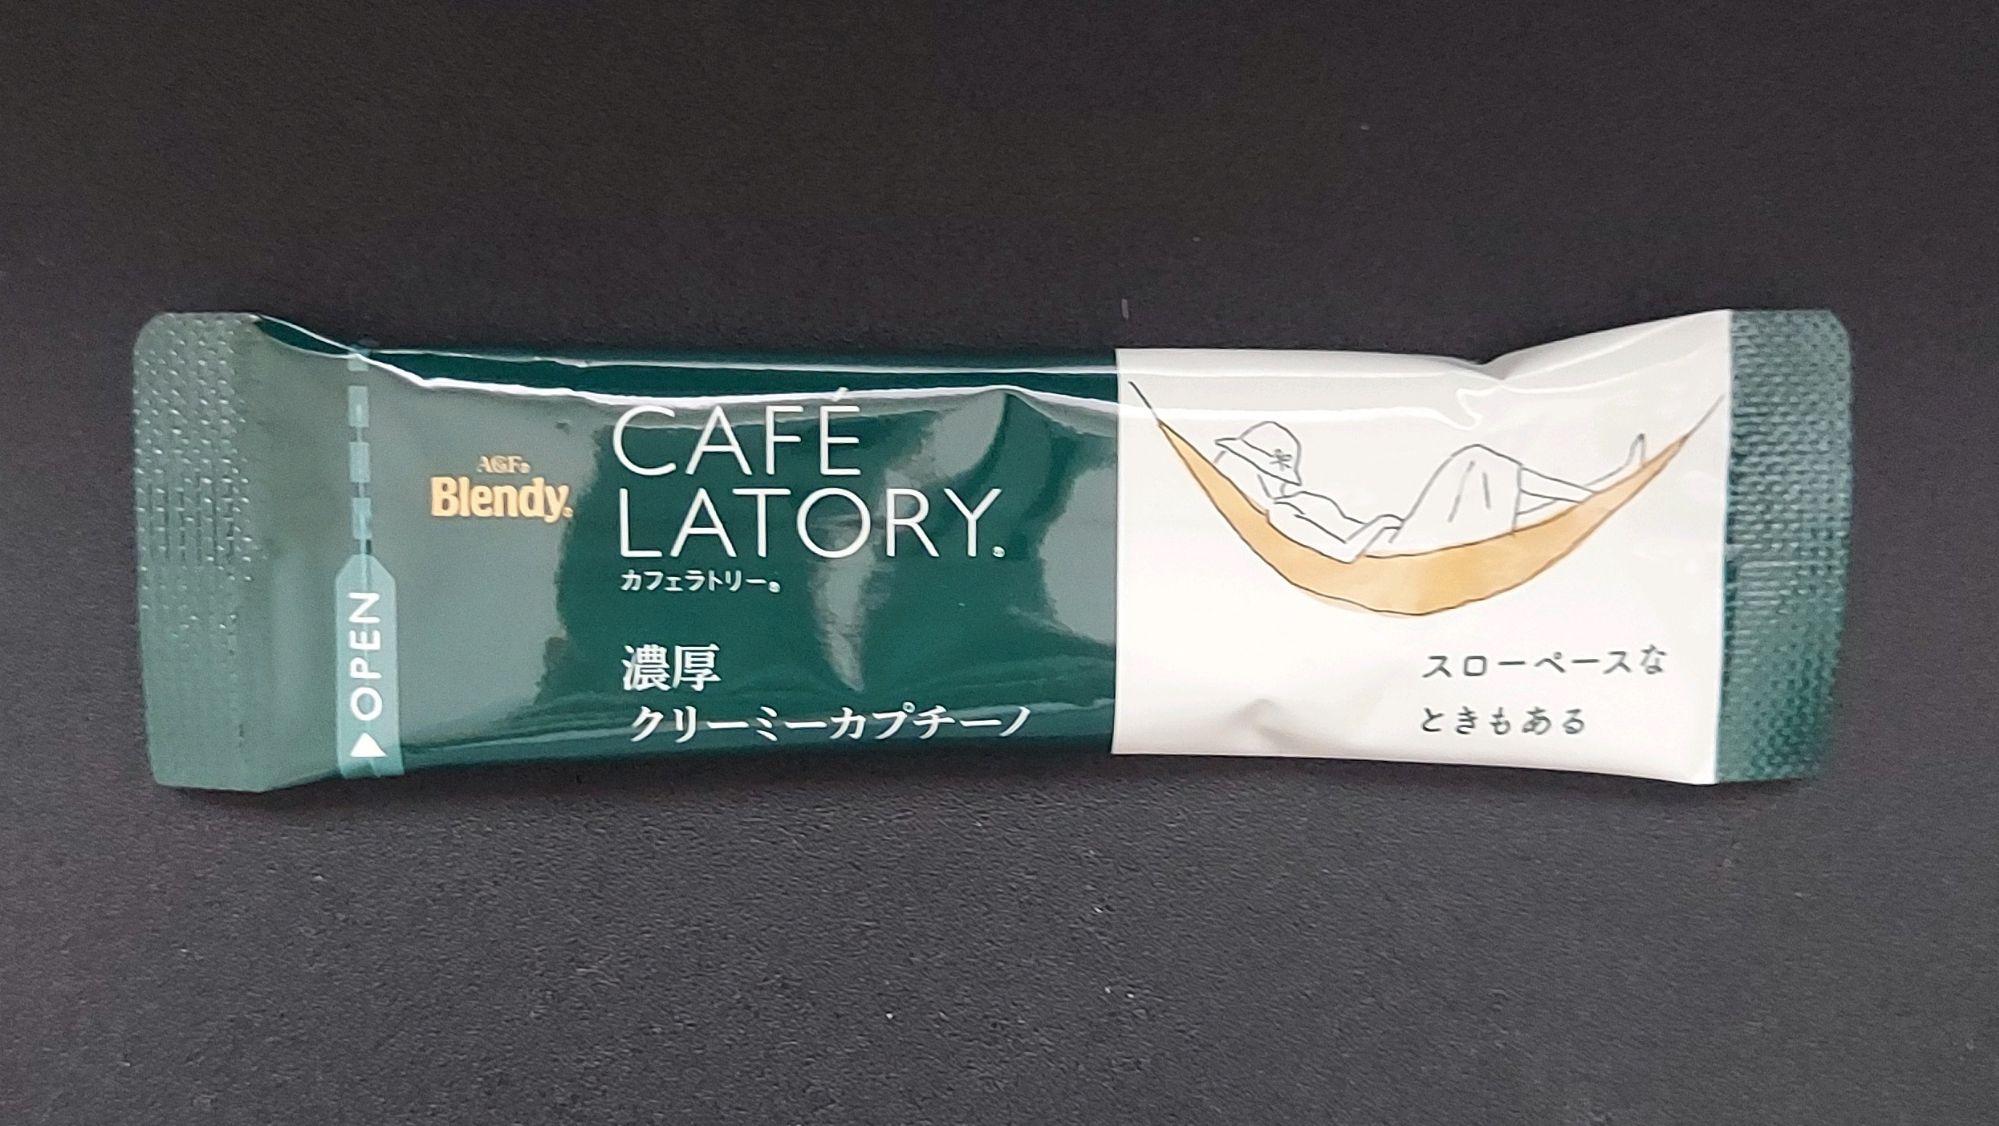 ▶OPEN
AGF®
Blendy®
CAFÉ
LATORY®
カフェラトリー®
濃厚
クリーミーカプチーノ
スローペースな
ときもある